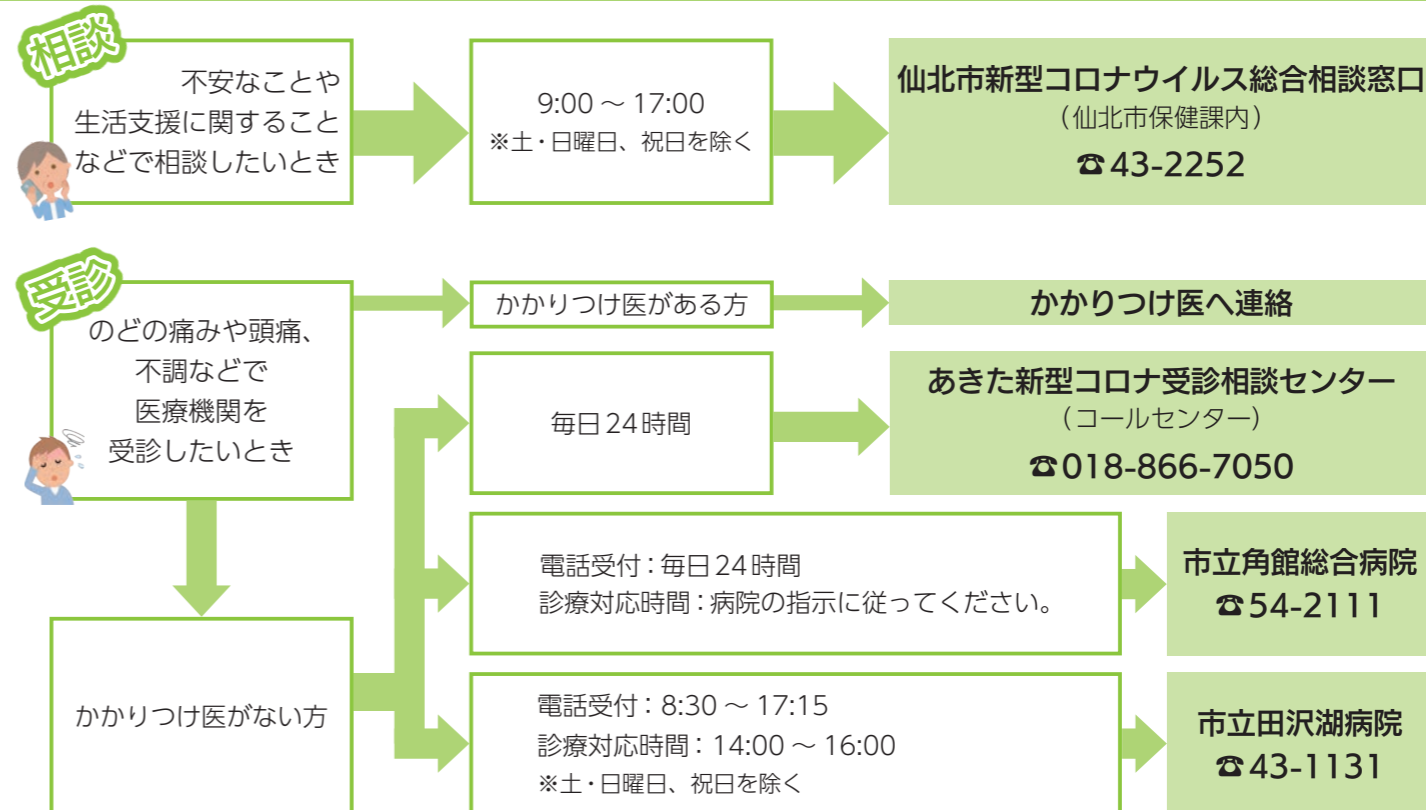 相談
不安なことや
生活支援に関すること
などで相談したいとき
9:00 ～ 17:00
※土・日曜日、祝日を除く
仙北市新型コロナウイルス総合相談窓口
（仙北市保健課内）
☎43-2252
受診
のどの痛みや頭痛、
不調などで
医療機関を
受診したいとき
かかりつけ医がある方
かかりつけ医へ連絡
毎日24時間
あきた新型コロナ受診相談センター
（コールセンター）
☎018-866-7050
かかりつけ医がない方
電話受付：毎日24時間
診療対応時間：病院の指示に従ってください。
市立角館総合病院
☎54-2111
電話受付：8:30 ～ 17:15
診療対応時間：14:00 ～ 16:00
※土・日曜日、祝日を除く
市立田沢湖病院
☎43-1131